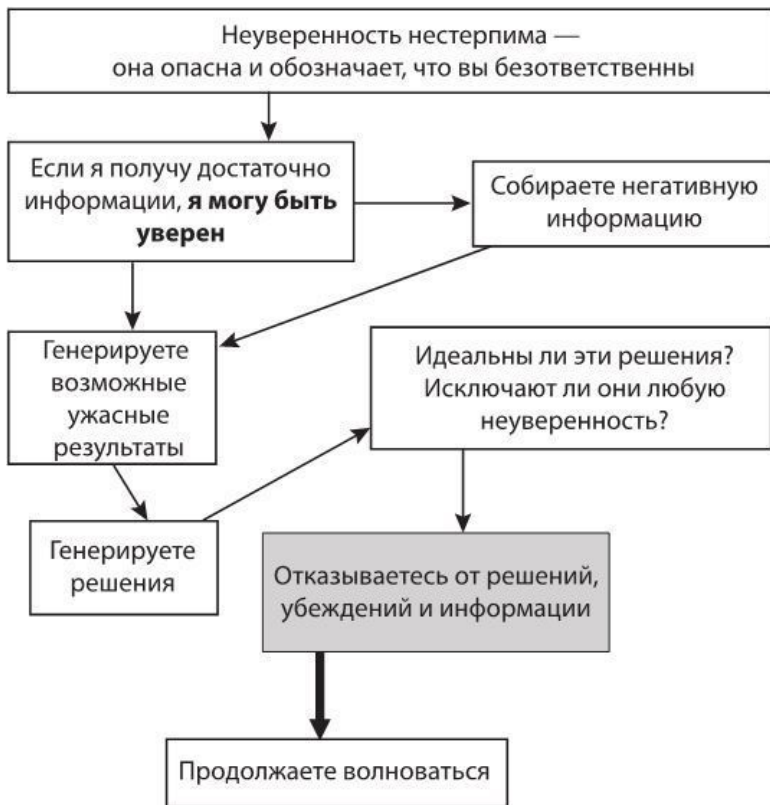 Неуверенность нестерпима —
она опасна и обозначает, что вы безответственны
Если я получу достаточно
информации, я могу быть
уверен
Собираете негативную
информацию
Генерируете
возможные
ужасные
результаты
Идеальны ли эти решения?
Исключают ли они любую
неуверенность?
Генерируете
решения
Отказываетесь от решений,
убеждений и информации
Продолжаете волноваться